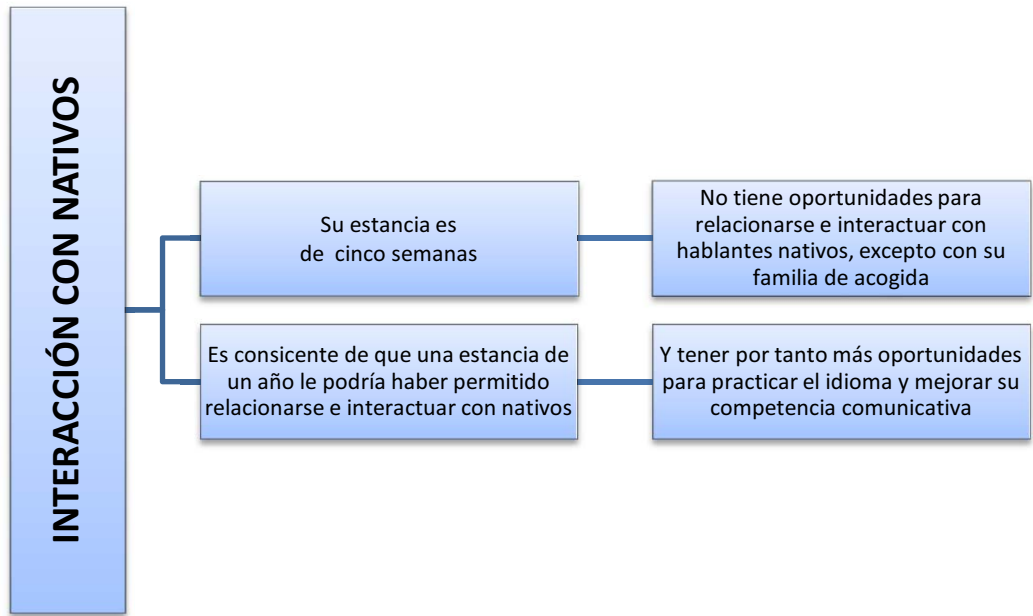 INTERACCIÓN CON NATIVOS
Su estancia es
de cinco semanas
No tiene oportunidades para
relacionarse e interactuar con
hablantes nativos, excepto con su
familia de acogida
Es consicente de que una estancia de
un año le podría haber permitido
relacionarse e interactuar con nativos
Y tener por tanto más oportunidades
para practicar el idioma y mejorar su
competencia comunicativa